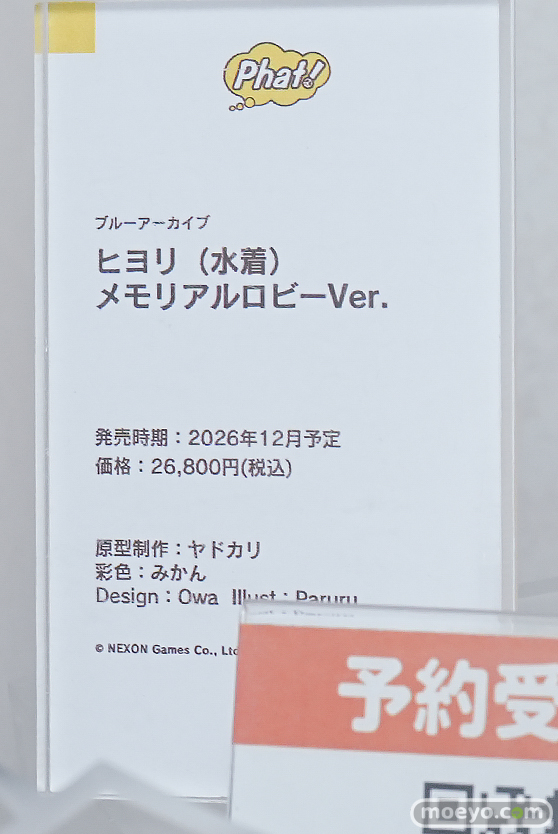 Phat!
ブルーアーカイブ
ヒヨリ（水着）
メモリアルロビーVer.
発売時期：2026年12月予定
価格：26,800円(税込)
原型制作：ヤドカリ
彩色：みかん
Design：Owa Illust：Paruru
© NEXON Games Co., Ltd
予約受
moeyo.com